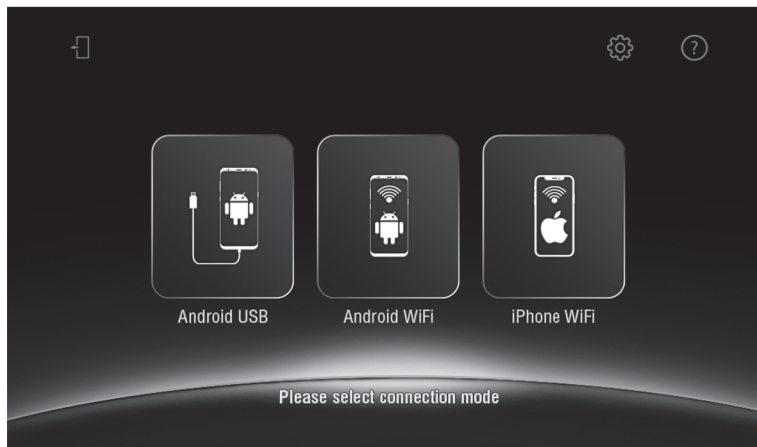 ?
Android USB
Android WiFi
iPhone WiFi
Please select connection mode